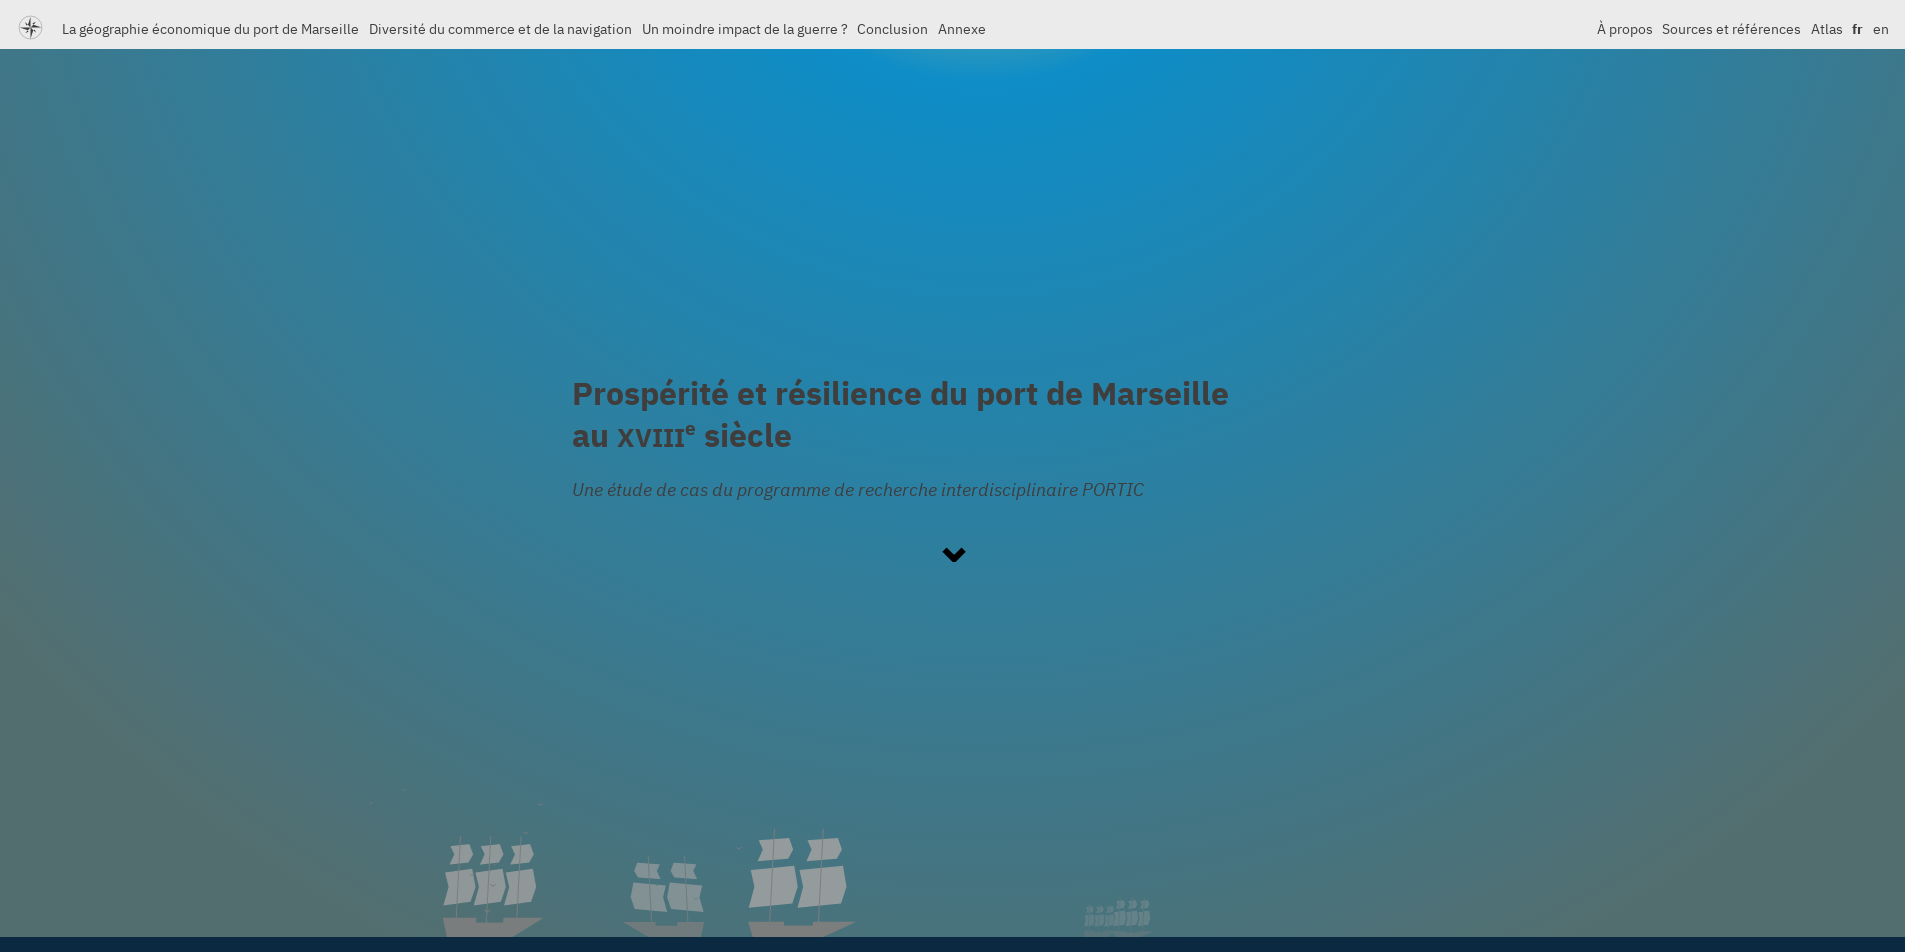 La géographie économique du port de Marseille Diversité du commerce et de la navigation Un moindre impact de la guerre ? Conclusion Annexe À propos Sources et références Atlas fr en
Prospérité et résilience du port de Marseille
au XVIIIe siècle
Une étude de cas du programme de recherche interdisciplinaire PORTIC